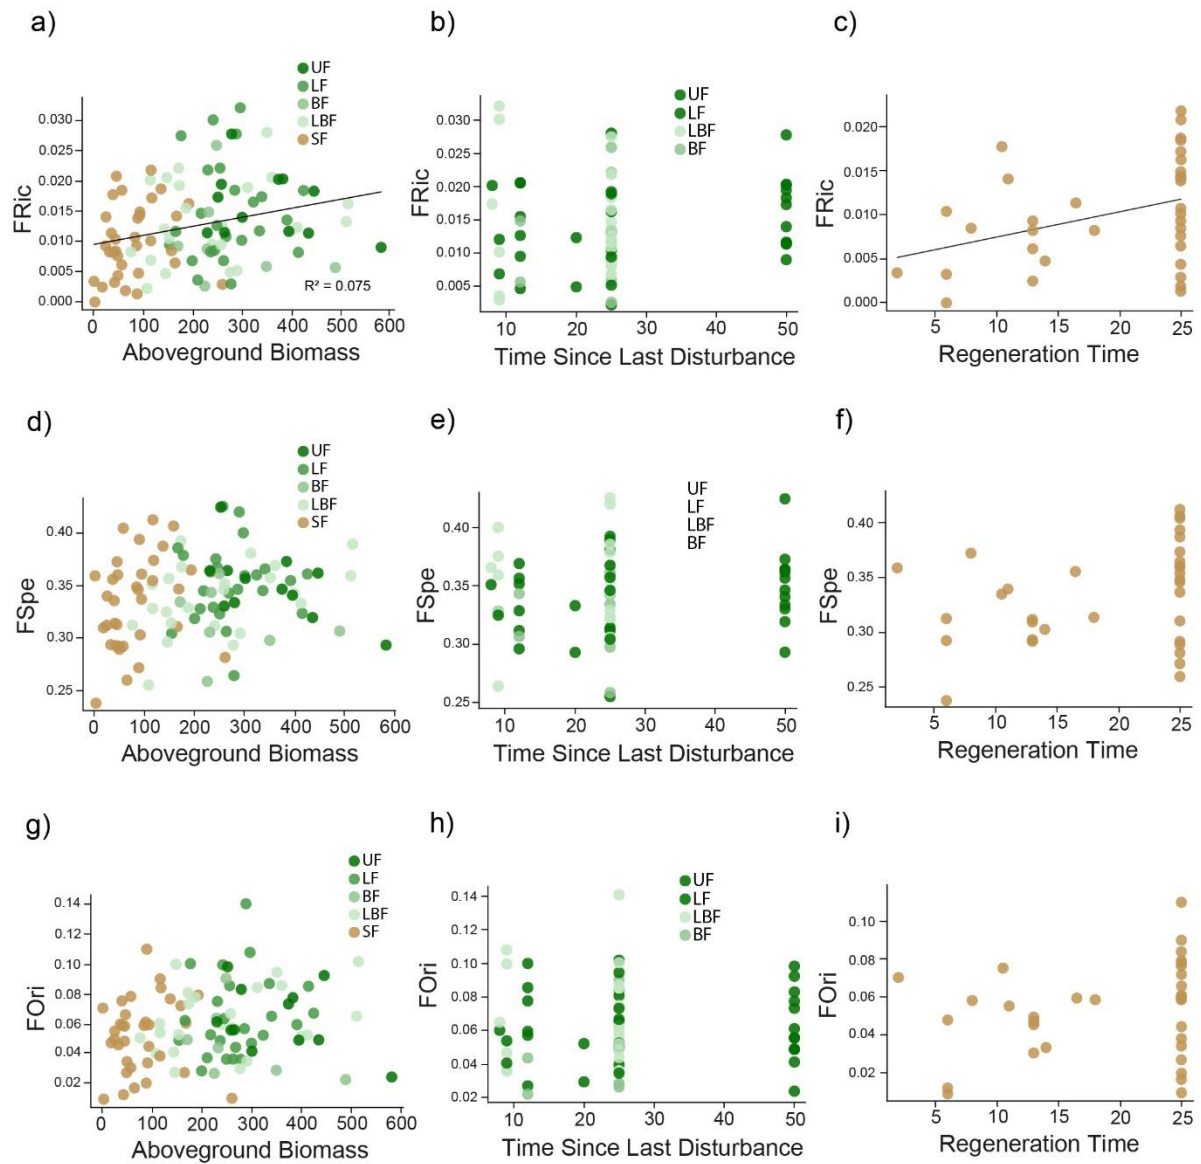 a)
UF
LF
BF
LBF
SF
FRic
0.030
0.025
0.020
0.015
0.010
0.005
0.000
R² = 0.075
0 100 200 300 400 500 600
Aboveground Biomass
b)
UF
LF
LBF
BF
FRic
0.030
0.025
0.020
0.015
0.010
0.005
10 20 30 40 50
Time Since Last Disturbance
c)
FRic
0.020
0.015
0.010
0.005
0.000
5 10 15 20 25
Regeneration Time
d)
UF
LF
BF
LBF
SF
FSpe
0.40
0.35
0.30
0.25
0 100 200 300 400 500 600
Aboveground Biomass
e)
UF
LF
LBF
BF
FSpe
0.40
0.35
0.30
0.25
10 20 30 40 50
Time Since Last Disturbance
f)
FSpe
0.40
0.35
0.30
0.25
5 10 15 20 25
Regeneration Time
g)
UF
LF
BF
LBF
SF
FOri
0.14
0.12
0.10
0.08
0.06
0.04
0.02
0 100 200 300 400 500 600
Aboveground Biomass
h)
UF
LF
LBF
BF
FOri
0.14
0.12
0.10
0.08
0.06
0.04
0.02
10 20 30 40 50
Time Since Last Disturbance
i)
FOri
0.10
0.08
0.06
0.04
0.02
5 10 15 20 25
Regeneration Time